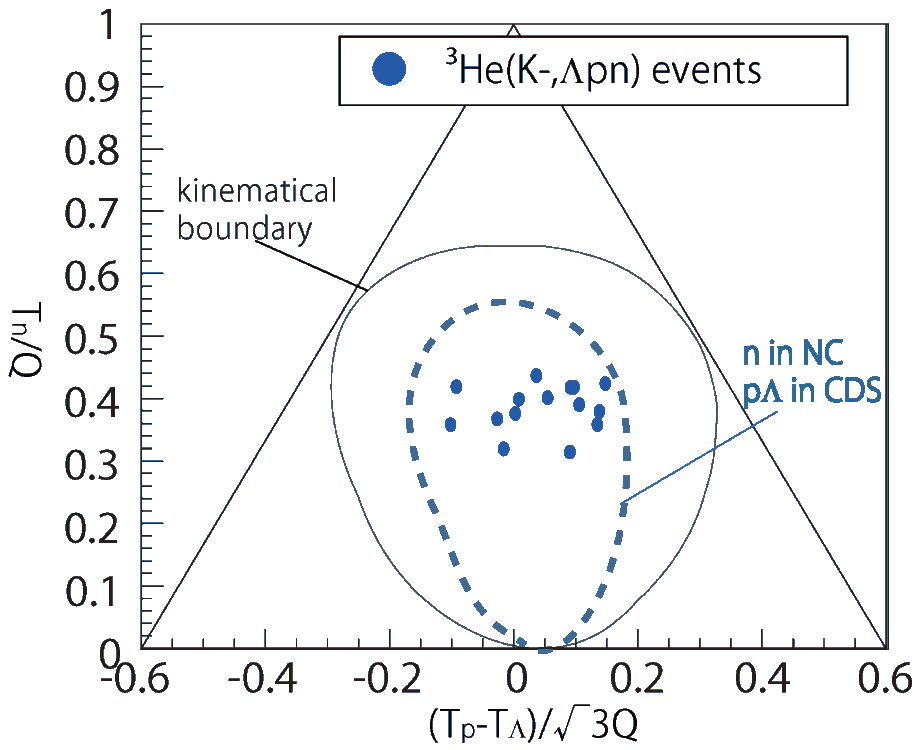 1
0.9
0.8
0.7
0.6
0.5
0.4
0.3
0.2
0.1
0
Tn/Q
³He(K-,Λpn) events
kinematical
boundary
n in NC
pΛ in CDS
-0.6 -0.4 -0.2 0 0.2 0.4 0.6
(Tp-TΛ)/√3Q